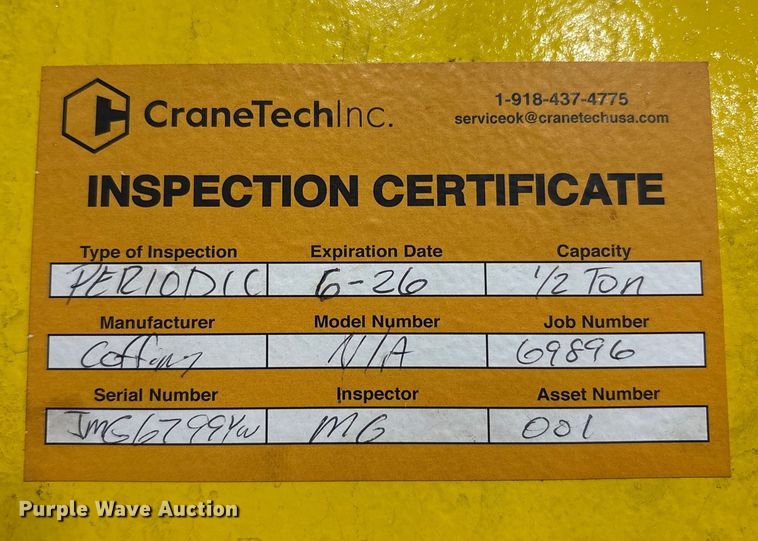 CraneTechInc.
1-918-437-4775
serviceok@cranetechusa.com
INSPECTION CERTIFICATE
Type of Inspection Expiration Date Capacity
PERIODIC 6-26 1/2 Ton
Manufacturer Model Number Job Number
N/A 69896
Serial Number Inspector Asset Number
MG 001
Purple Wave Auction